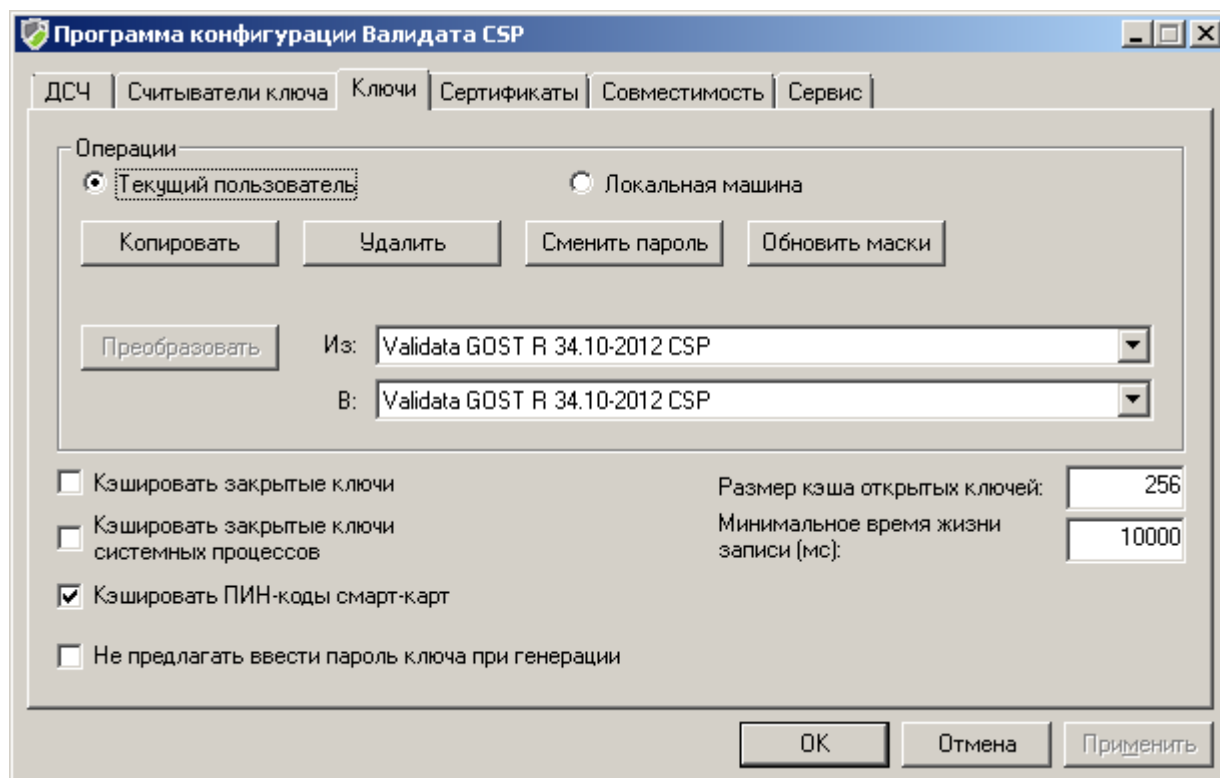 Программа конфигурации Валидата CSP
ДСЧ Считыватели ключа Ключи Сертификаты Совместимость Сервис
Операции
Текущий пользователь Локальная машина
Копировать Удалить Сменить пароль Обновить маски
Преобразовать Из: Validata GOST R 34.10-2012 CSP
В: Validata GOST R 34.10-2012 CSP
Кэшировать закрытые ключи
Размер кэша открытых ключей: 256
Кэшировать закрытые ключи
системных процессов
Минимальное время жизни
записи (мс): 10000
Кэшировать ПИН-коды смарт-карт
Не предлагать ввести пароль ключа при генерации
OK Отмена Применить